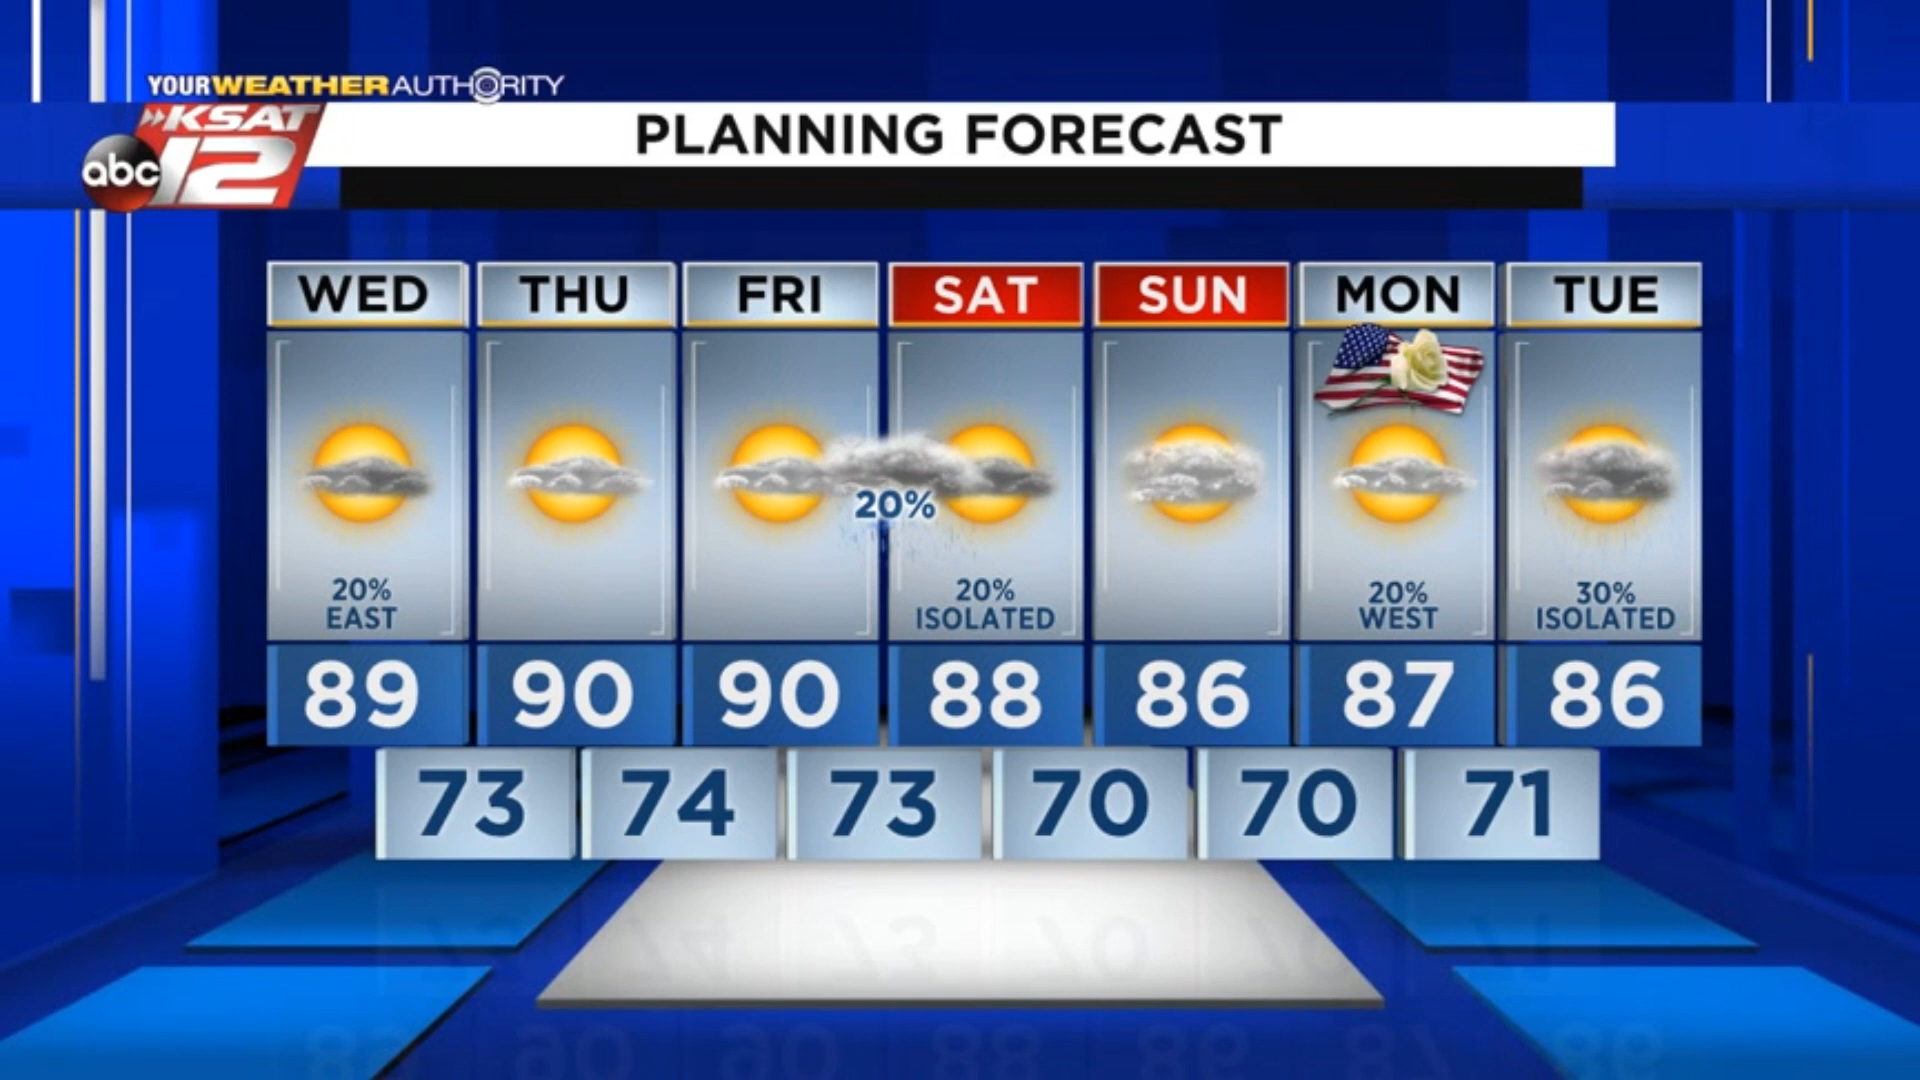 YOURWEATHERAUTHORITY
KSAT
abc 12
PLANNING FORECAST
WED THU FRI SAT SUN MON TUE
20%
20% EAST
20% ISOLATED
20% WEST
30% ISOLATED
89 90 90 88 86 87 86
73 74 73 70 70 71